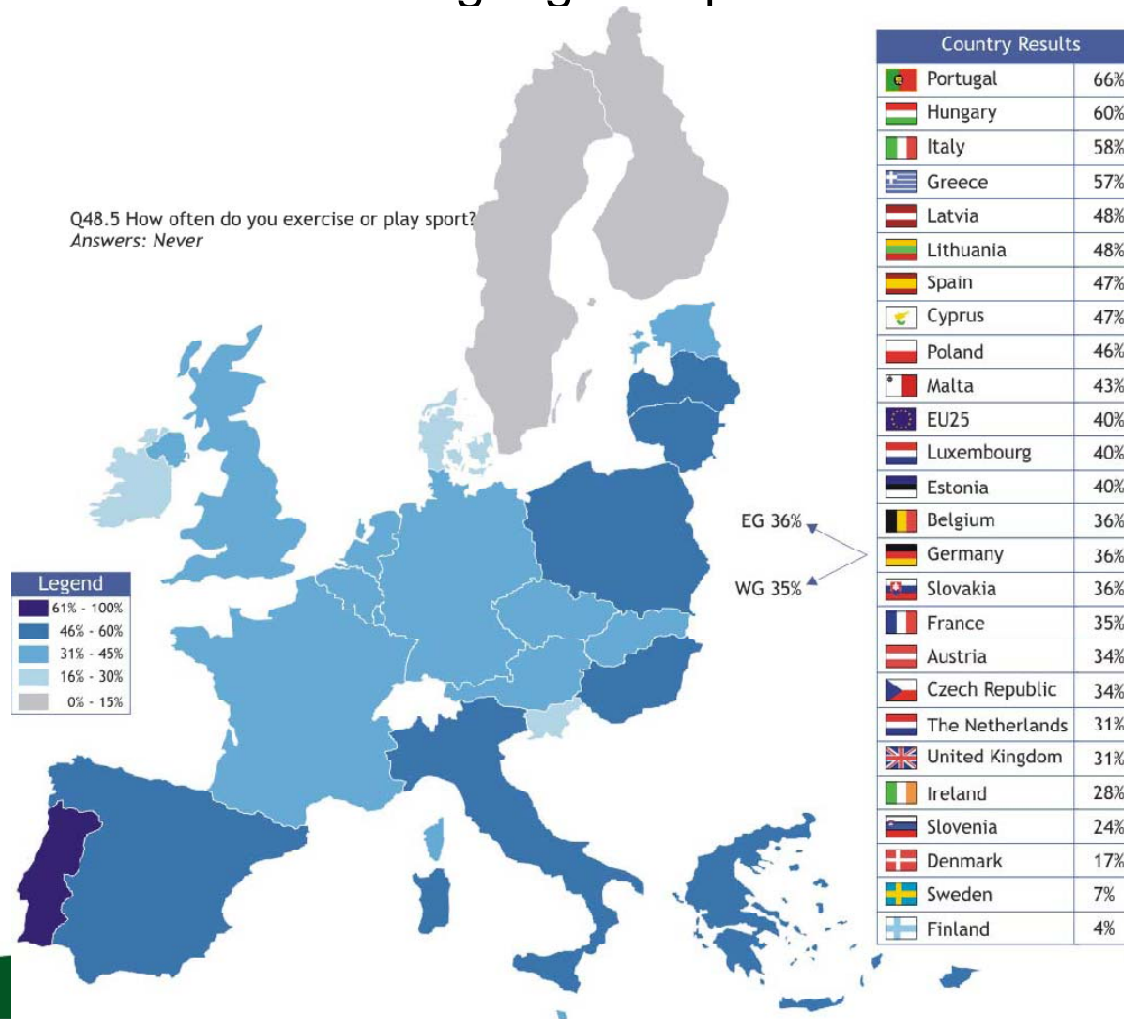 Q48.5 How often do you exercise or play sport?
Answers: Never
EG 36%
WG 35%
Legend
61% - 100%
46% - 60%
31% - 45%
16% - 30%
0% - 15%
Country Results
Portugal 66%
Hungary 60%
Italy 58%
Greece 57%
Latvia 48%
Lithuania 48%
Spain 47%
Cyprus 47%
Poland 46%
Malta 43%
EU25 40%
Luxembourg 40%
Estonia 40%
Belgium 36%
Germany 36%
Slovakia 36%
France 35%
Austria 34%
Czech Republic 34%
The Netherlands 31%
United Kingdom 31%
Ireland 28%
Slovenia 24%
Denmark 17%
Sweden 7%
Finland 4%